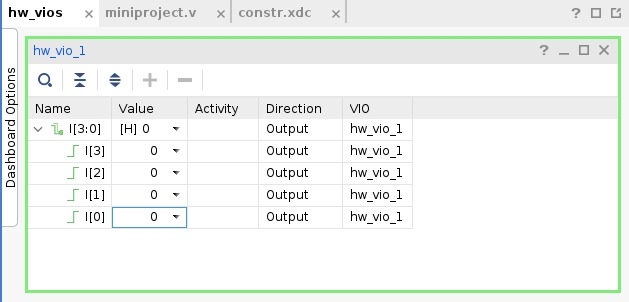 hw_vios × miniproject.v × constr.xdc × ?
Dashboard Options
hw_vio_1 ?
Name Value Activity Direction VIO
I[3:0] [H] 0 Output hw_vio_1
I[3] 0 Output hw_vio_1
I[2] 0 Output hw_vio_1
I[1] 0 Output hw_vio_1
I[0] 0 Output hw_vio_1